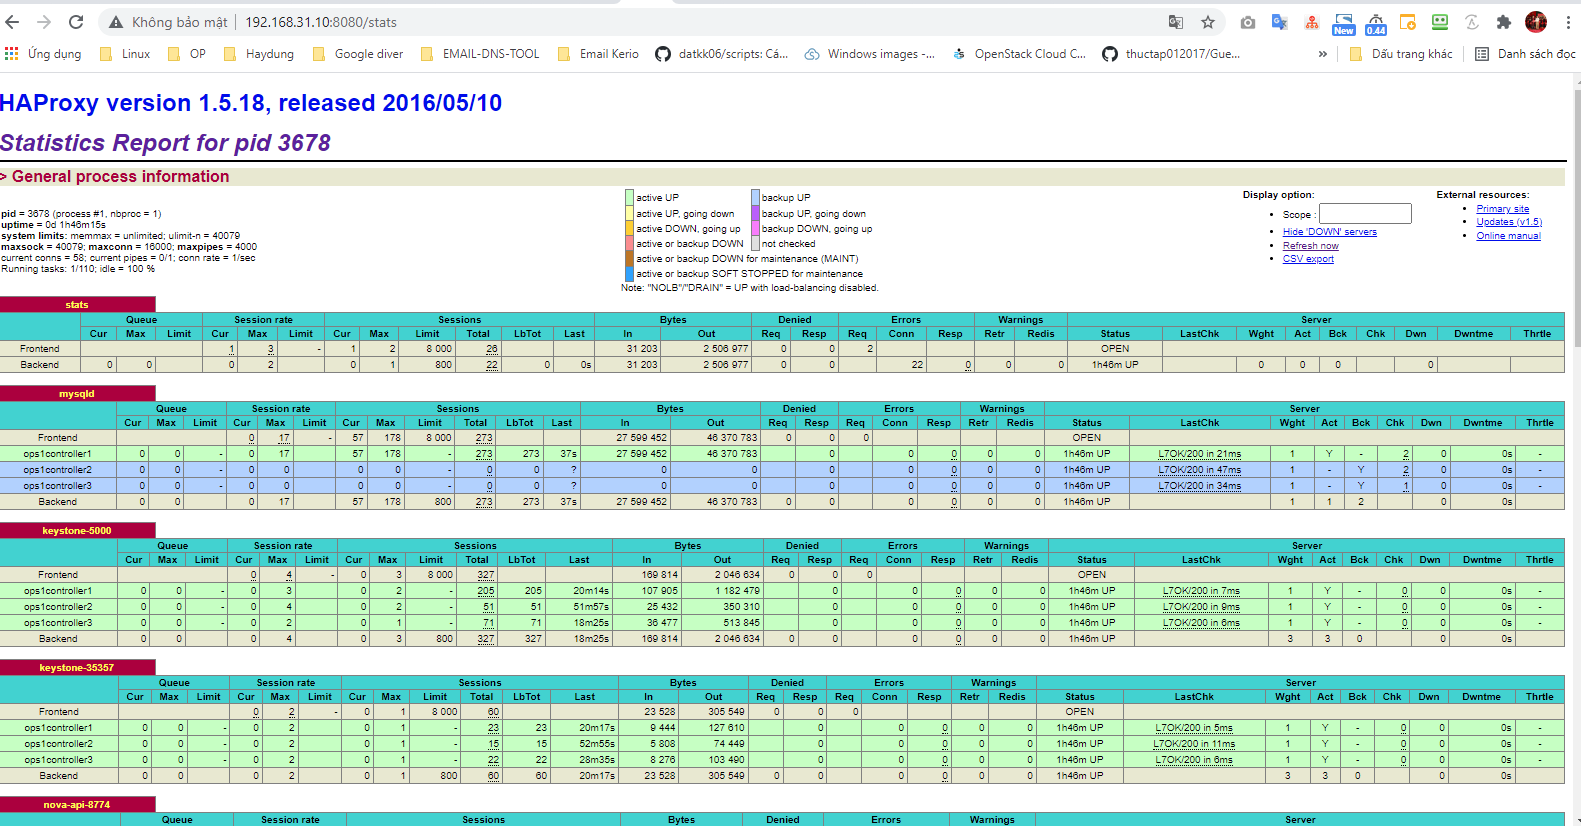 Không bảo mật 192.168.31.10:8080/stats
New 0.44
Ứng dụng Linux OP Haydung Google diver EMAIL-DNS-TOOL Email Kerio datkk06/scripts: Cá... Windows images -... OpenStack Cloud C... thuctap012017/Gue... » Dấu trang khác Danh sách đọc
HAProxy version 1.5.18, released 2016/05/10
Statistics Report for pid 3678
> General process information
pid = 3678 (process #1, nbproc = 1)
uptime = 0d 1h46m15s
system limits: memmax = unlimited; ulimit-n = 40079
maxsock = 40079; maxconn = 16000; maxpipes = 4000
current conns = 58; current pipes = 0/1; conn rate = 1/sec
Running tasks: 1/110; idle = 100 %
active UP backup UP
active UP, going down backup UP, going down
active DOWN, going up backup DOWN, going up
active or backup DOWN not checked
active or backup DOWN for maintenance (MAINT)
active or backup SOFT STOPPED for maintenance
Note: "NOLB"/"DRAIN" = UP with load-balancing disabled.
Display option:
Scope :
Hide 'DOWN' servers
Refresh now
CSV export
External resources:
Primary site
Updates (v1.5)
Online manual
stats
Queue Session rate Sessions Bytes Denied Errors Warnings Server
Cur Max Limit Cur Max Limit Cur Max Limit Total LbTot Last In Out Req Resp Req Conn Resp Retr Redis Status LastChk Wght Act Bck Chk Dwn Dwntme Thrtle
Frontend 1 3 - 1 2 8 000 26 31 203 2 506 977 0 0 2 OPEN
Backend 0 0 0 2 0 1 800 22 0 0s 31 203 2 506 977 0 0 22 0 0 0 1h46m UP 0 0 0 0
mysqld
Queue Session rate Sessions Bytes Denied Errors Warnings Server
Cur Max Limit Cur Max Limit Cur Max Limit Total LbTot Last In Out Req Resp Req Conn Resp Retr Redis Status LastChk Wght Act Bck Chk Dwn Dwntme Thrtle
Frontend 0 17 - 57 178 8 000 273 27 599 452 46 370 783 0 0 0 OPEN
ops1controller1 0 0 - 0 17 57 178 - 273 273 37s 27 599 452 46 370 783 0 0 0 0 0 1h46m UP L7OK/200 in 21ms 1 Y - 2 0 0s -
ops1controller2 0 0 - 0 0 0 0 - 0 0 ? 0 0 0 0 0 0 0 1h46m UP L7OK/200 in 47ms 1 - Y 2 0 0s -
ops1controller3 0 0 - 0 0 0 0 - 0 0 ? 0 0 0 0 0 0 0 1h46m UP L7OK/200 in 34ms 1 - Y 1 0 0s -
Backend 0 0 0 17 57 178 800 273 273 37s 27 599 452 46 370 783 0 0 0 0 0 0 1h46m UP 1 1 2 0 0s
keystone-5000
Queue Session rate Sessions Bytes Denied Errors Warnings Server
Cur Max Limit Cur Max Limit Cur Max Limit Total LbTot Last In Out Req Resp Req Conn Resp Retr Redis Status LastChk Wght Act Bck Chk Dwn Dwntme Thrtle
Frontend 0 4 - 0 3 8 000 327 169 814 2 046 634 0 0 0 OPEN
ops1controller1 0 0 - 0 3 0 2 - 205 205 20m14s 107 905 1 182 479 0 0 0 0 0 1h46m UP L7OK/200 in 7ms 1 Y - 0 0 0s -
ops1controller2 0 0 - 0 4 0 2 - 51 51 51m57s 25 432 350 310 0 0 0 0 0 1h46m UP L7OK/200 in 9ms 1 Y - 0 0 0s -
ops1controller3 0 0 - 0 2 0 1 - 71 71 18m25s 36 477 513 845 0 0 0 0 0 1h46m UP L7OK/200 in 6ms 1 Y - 0 0 0s -
Backend 0 0 0 4 0 3 800 327 327 18m25s 169 814 2 046 634 0 0 0 0 0 0 1h46m UP 3 3 0 0 0s
keystone-35357
Queue Session rate Sessions Bytes Denied Errors Warnings Server
Cur Max Limit Cur Max Limit Cur Max Limit Total LbTot Last In Out Req Resp Req Conn Resp Retr Redis Status LastChk Wght Act Bck Chk Dwn Dwntme Thrtle
Frontend 0 2 - 0 1 8 000 60 23 528 305 549 0 0 0 OPEN
ops1controller1 0 0 - 0 2 0 1 - 23 23 20m17s 9 444 127 610 0 0 0 0 0 1h46m UP L7OK/200 in 5ms 1 Y - 0 0 0s -
ops1controller2 0 0 - 0 2 0 1 - 15 15 52m55s 5 808 74 449 0 0 0 0 0 1h46m UP L7OK/200 in 11ms 1 Y - 0 0 0s -
ops1controller3 0 0 - 0 2 0 1 - 22 22 28m35s 8 276 103 490 0 0 0 0 0 1h46m UP L7OK/200 in 6ms 1 Y - 0 0 0s -
Backend 0 0 0 2 0 1 800 60 60 20m17s 23 528 305 549 0 0 0 0 0 0 1h46m UP 3 3 0 0 0s
nova-api-8774
Queue Session rate Sessions Bytes Denied Errors Warnings Server